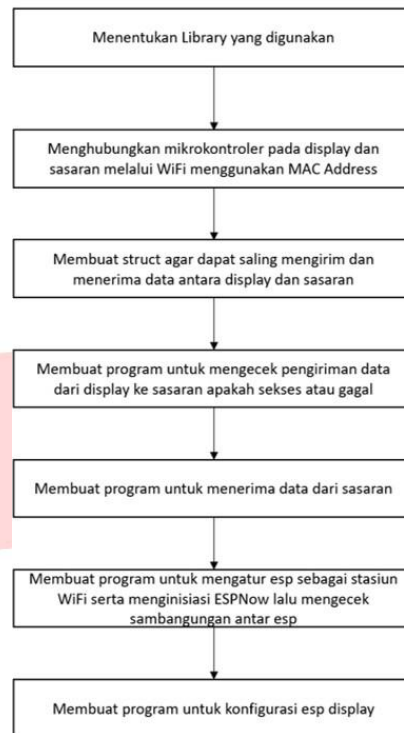 Menentukan Library yang digunakan
Menghubungkan mikrokontroler pada display dan
sasaran melalui WiFi menggunakan MAC Address
Membuat struct agar dapat saling mengirim dan
menerima data antara display dan sasaran
Membuat program untuk mengecek pengiriman data
dari display ke sasaran apakah sekses atau gagal
Membuat program untuk menerima data dari sasaran
Membuat program untuk mengatur esp sebagai stasiun
WiFi serta menginisiasi ESPNow lalu mengecek
sambangungan antar esp
Membuat program untuk konfigurasi esp display